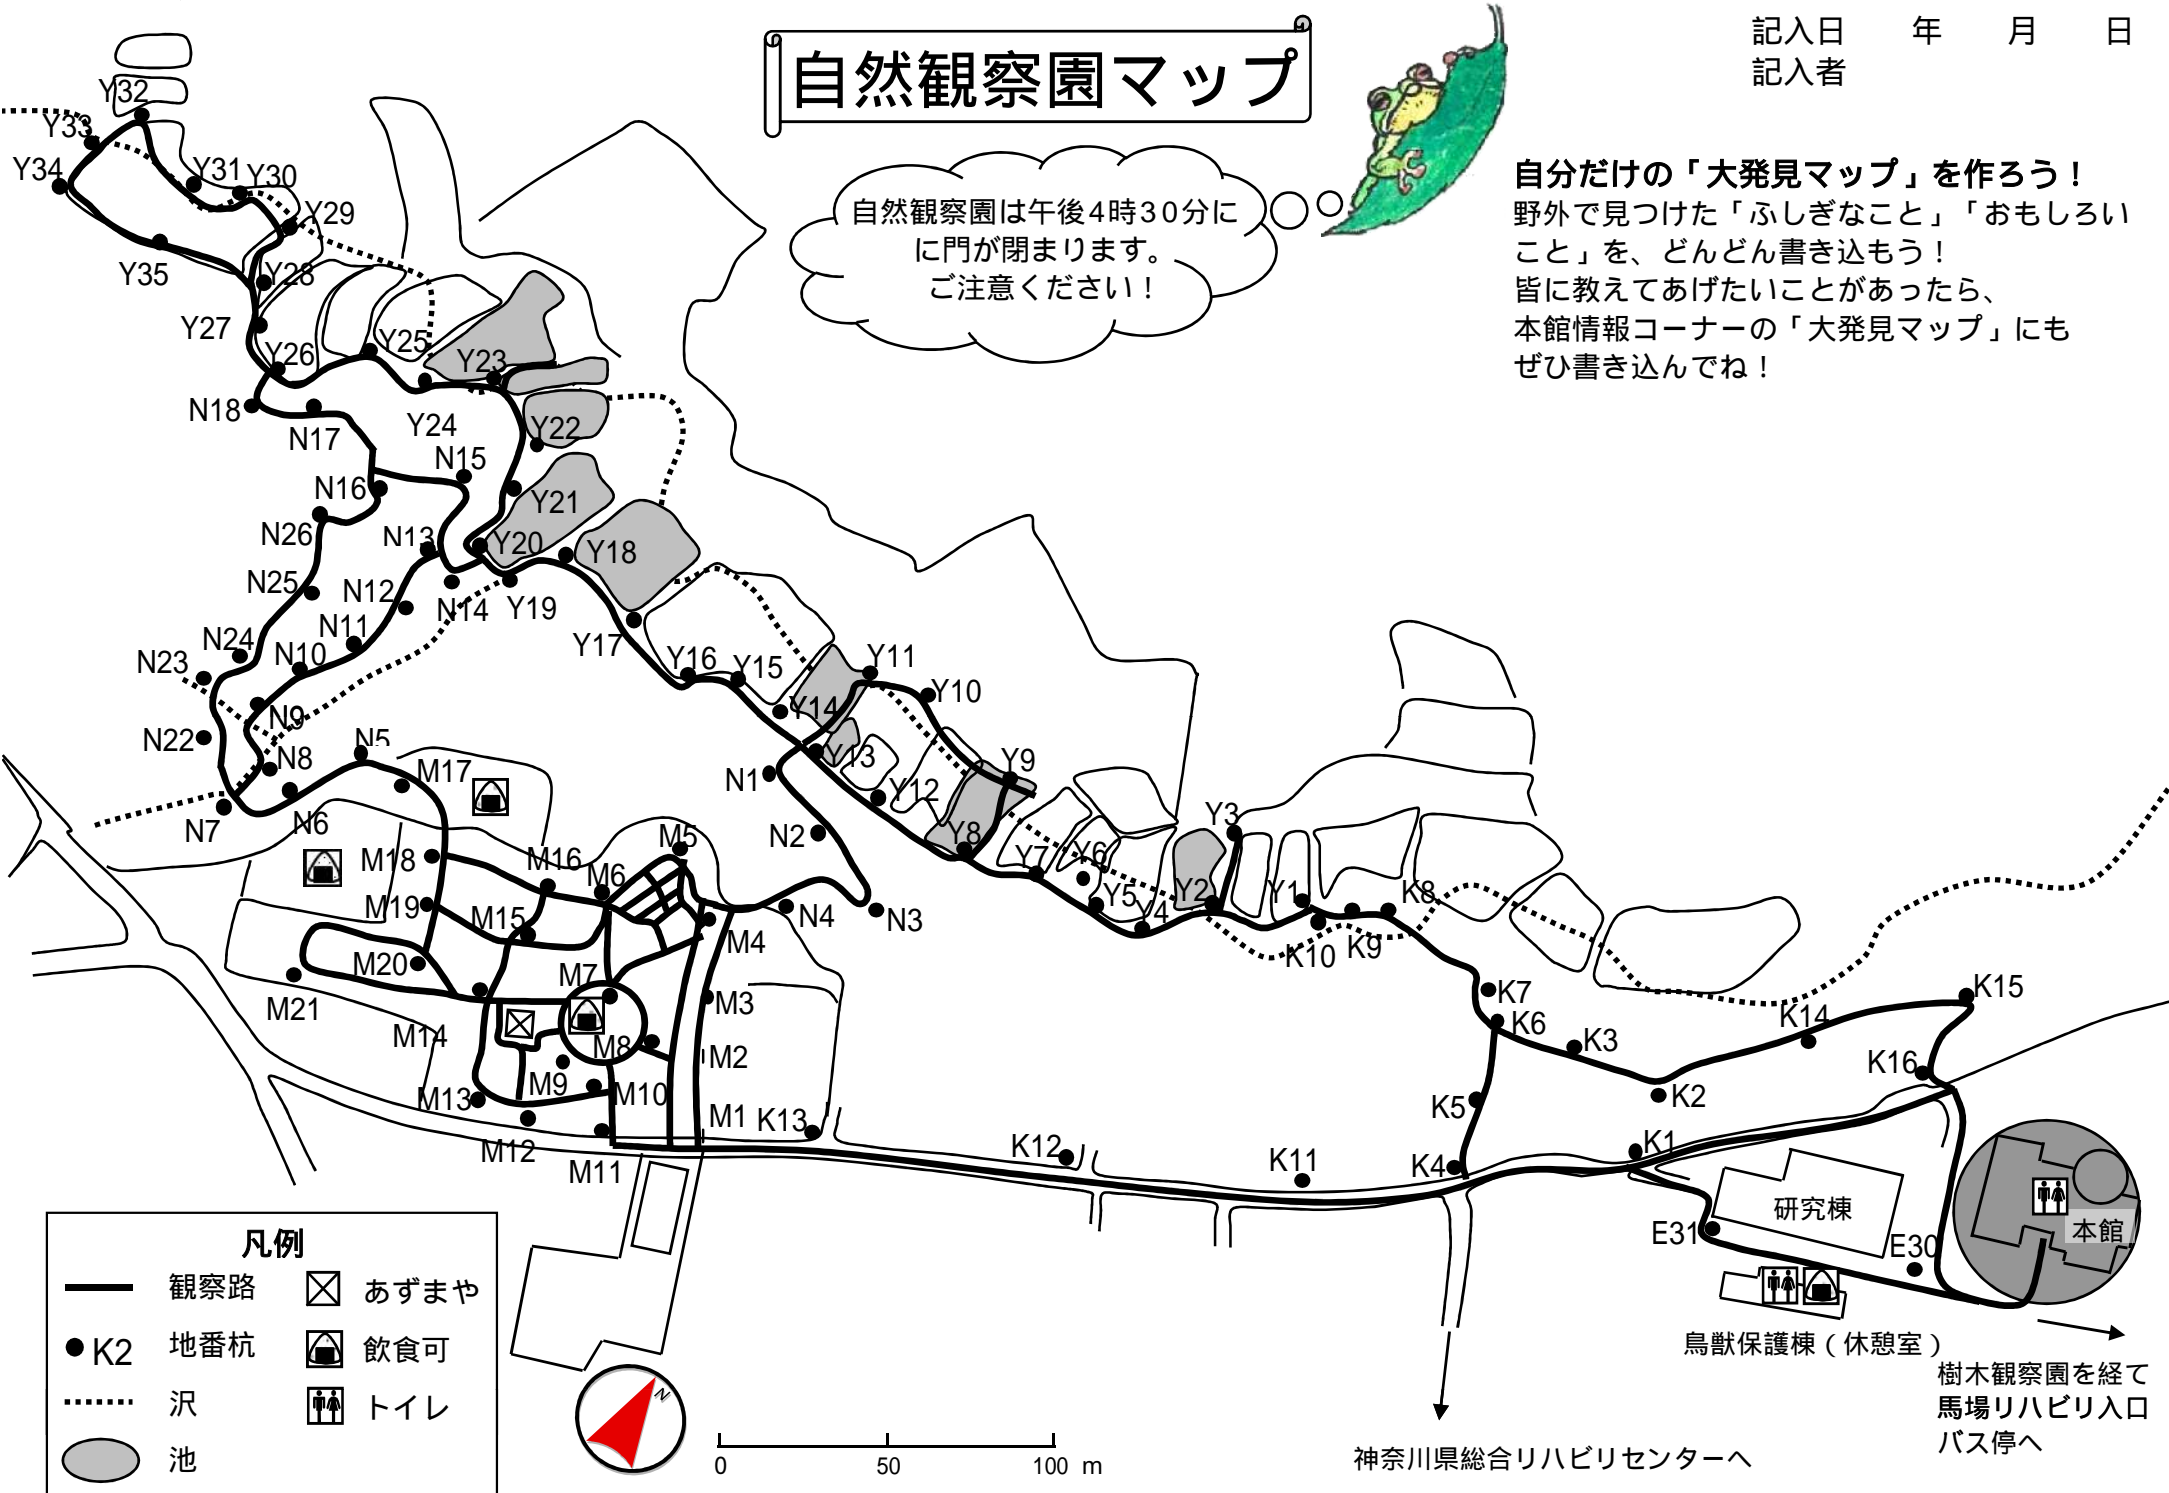 自然観察園マップ
記入日　年　月　日
記入者
自然観察園は午後4時30分に
に門が閉まります。
ご注意ください！
自分だけの「大発見マップ」を作ろう！
野外で見つけた「ふしぎなこと」「おもしろい
こと」を、どんどん書き込もう！
皆に教えてあげたいことがあったら、
本館情報コーナーの「大発見マップ」にも
ぜひ書き込んでね！
Y32
Y33
Y34
Y31
Y30
Y29
Y35
Y28
Y27
Y26
Y25
Y23
N18
N17
Y24
Y22
N15
N16
Y21
N26
N13
Y20
Y18
N25
N12
N14
Y19
N11
Y17
N24
N23
N10
Y16
Y15
Y11
Y10
N9
Y14
N22
N5
N8
Y13
Y9
M17
N1
Y12
N7
N6
N2
Y3
M5
Y8
M18
M16
Y7
Y6
M6
M19
M15
Y5
Y2
Y1
K8
N4
N3
Y4
M4
K10
K9
M20
M7
M21
M3
K7
K15
K6
K14
M14
M8
K3
M2
K16
M9
M10
K2
M13
M1
K13
K5
M12
K12
K1
M11
K11
K4
研究棟
本館
E31
E30
鳥獣保護棟（休憩室）
樹木観察園を経て
馬場リハビリ入口
バス停へ
神奈川県総合リハビリセンターへ
凡例
観察路
あずまや
K2
地番杭
飲食可
沢
トイレ
池
N
0
50
100 m